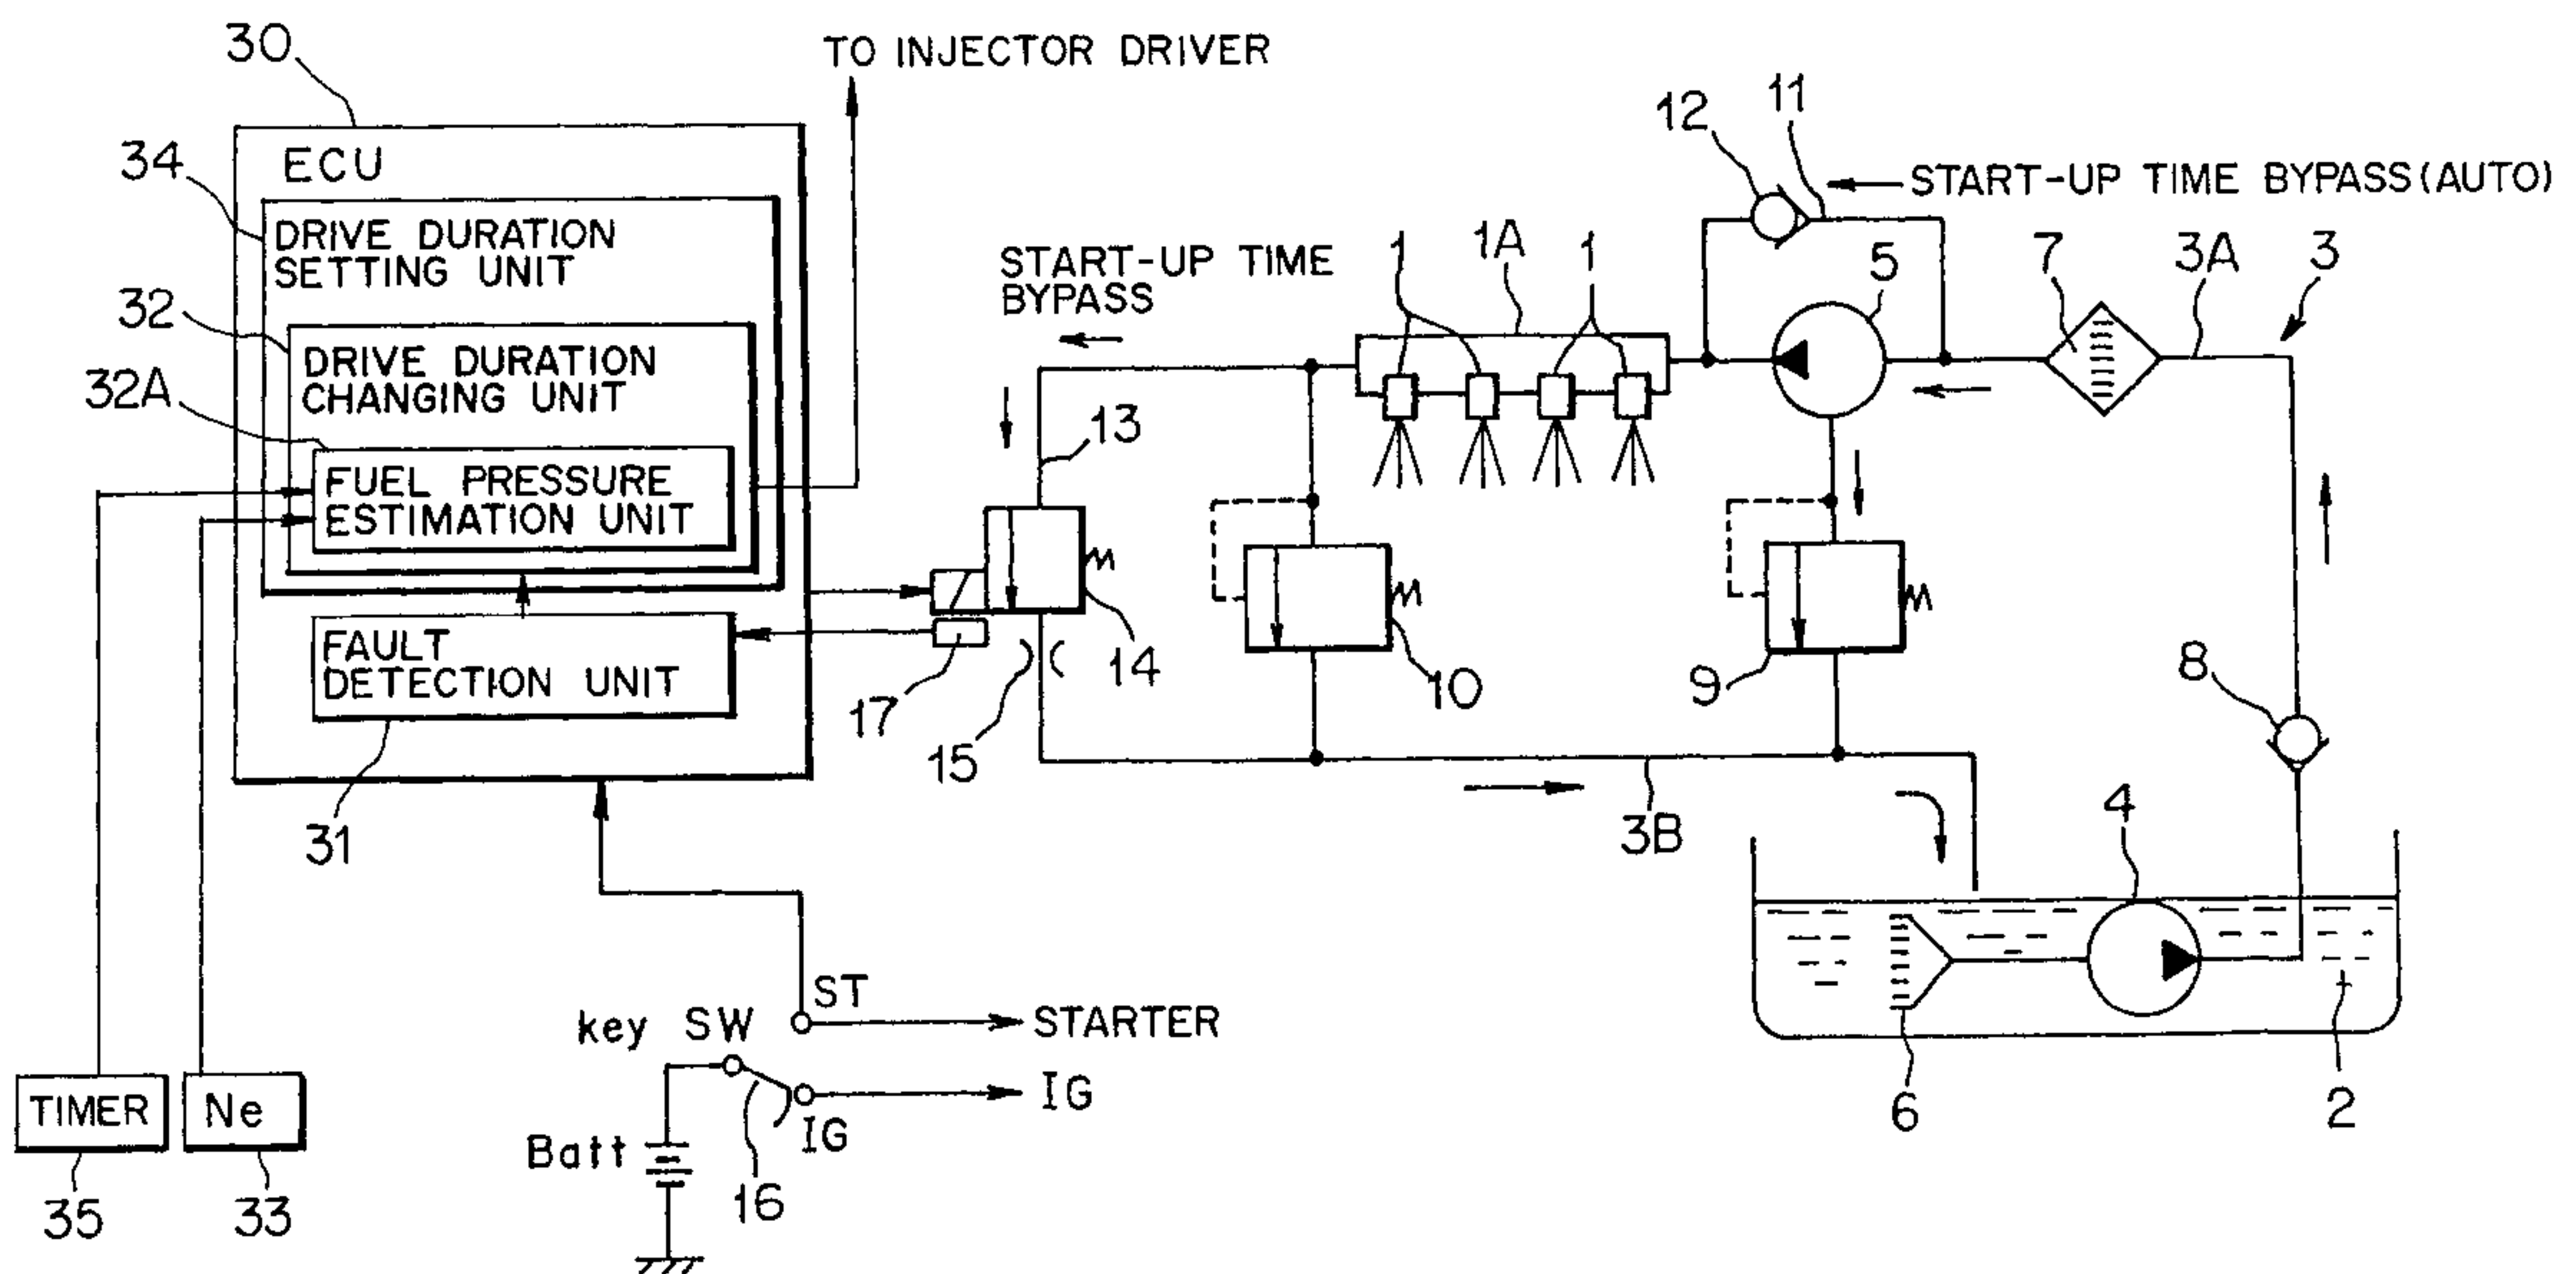 30
TO INJECTOR DRIVER
34
ECU
DRIVE DURATION
SETTING UNIT
32
DRIVE DURATION
CHANGING UNIT
32A
FUEL PRESSURE
ESTIMATION UNIT
FAULT
DETECTION UNIT
31
START-UP TIME
BYPASS
12
11
START-UP TIME BYPASS(AUTO)
1
1A
1
5
7
3A
3
13
14
17
15
10
9
8
3B
4
6
2
key SW
ST
STARTER
IG
IG
Batt
16
TIMER
Ne
35
33